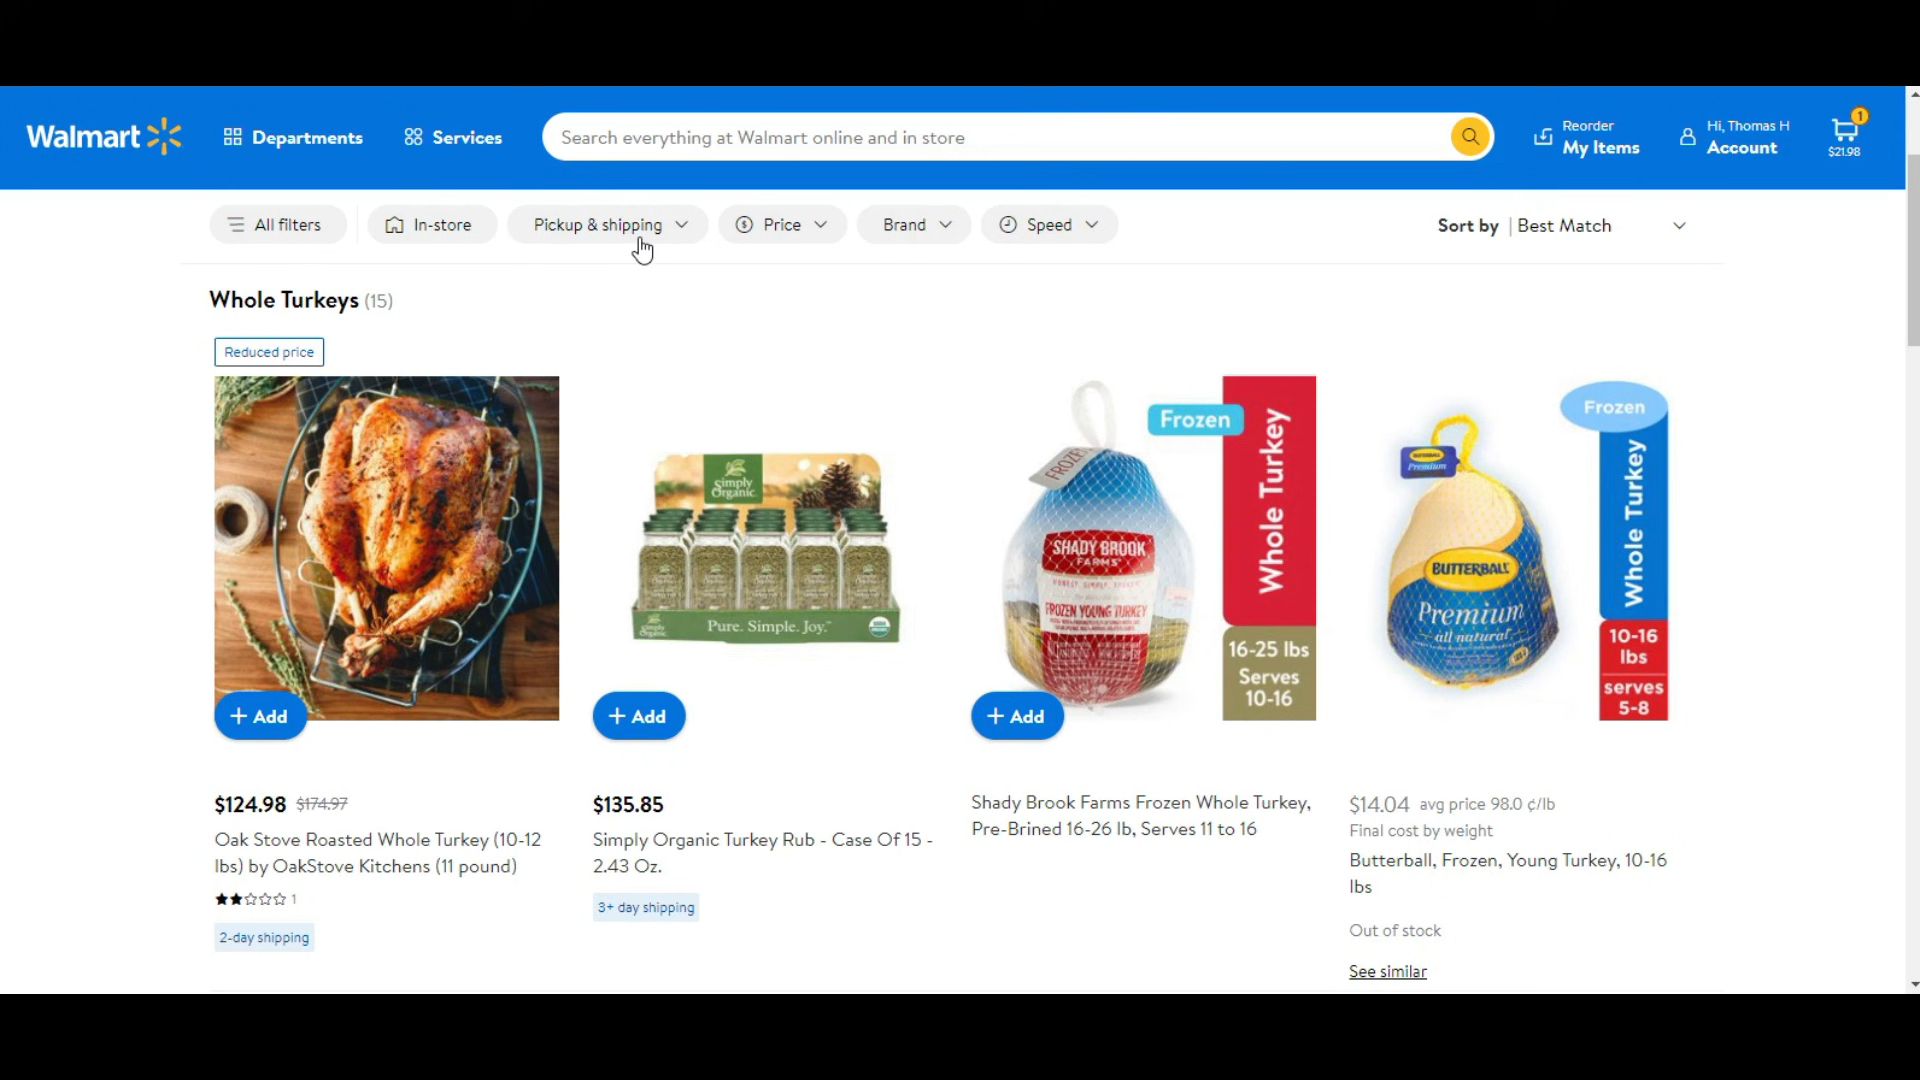 Walmart
Departments
Services
Search everything at Walmart online and in store
Reorder
My Items
Hi, Thomas H
Account
1
$21.98
All filters
In-store
Pickup & shipping
Price
Brand
Speed
Sort by | Best Match
Whole Turkeys (15)
Reduced price
+ Add
$124.98 $174.97
Oak Stove Roasted Whole Turkey (10-12
lbs) by OakStove Kitchens (11 pound)
1
2-day shipping
Simply
Organic
Pure. Simple. Joy.™
+ Add
$135.85
Simply Organic Turkey Rub - Case Of 15 -
2.43 Oz.
3+ day shipping
Frozen
Whole Turkey
16-25 lbs
Serves
10-16
FROZEN
SHADY BROOK
FARMS
FROZEN YOUNG TURKEY
+ Add
Shady Brook Farms Frozen Whole Turkey,
Pre-Brined 16-26 lb, Serves 11 to 16
Frozen
Whole Turkey
10-16
lbs
serves
5-8
BUTTERBALL
Premium
BUTTERBALL
Premium
all natural
$14.04 avg price 98.0 ¢/lb
Final cost by weight
Butterball, Frozen, Young Turkey, 10-16
lbs
Out of stock
See similar